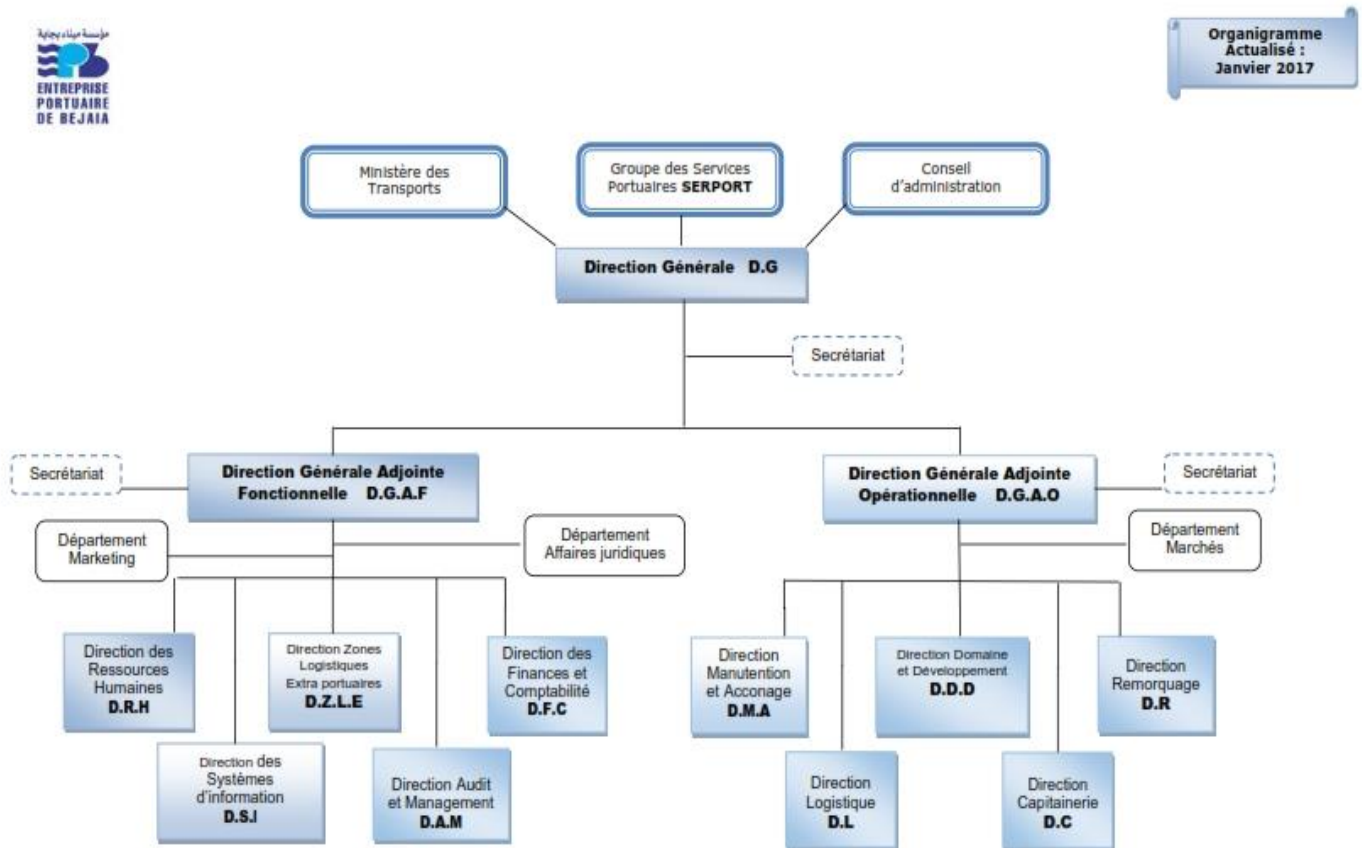 مؤسسة ميناء بجاية
ENTREPRISE
PORTUAIRE
DE BEJAIA
Organigramme
Actualisé :
Janvier 2017
Ministère des
Transports
Groupe des Services
Portuaires SERPORT
Conseil
d'administration
Direction Générale D.G
Secrétariat
Secrétariat
Direction Générale Adjointe
Fonctionnelle D.G.A.F
Direction Générale Adjointe
Opérationnelle D.G.A.O
Secrétariat
Département
Marketing
Département
Affaires juridiques
Département
Marchés
Direction des
Ressources
Humaines
D.R.H
Direction Zones
Logistiques
Extra portuaires
D.Z.L.E
Direction des
Finances et
Comptabilité
D.F.C
Direction
Manutention
et Acconage
D.M.A
Direction Domaine
et Développement
D.D.D
Direction
Remorquage
D.R
Direction des
Systèmes
d'information
D.S.I
Direction Audit
et Management
D.A.M
Direction
Logistique
D.L
Direction
Capitainerie
D.C